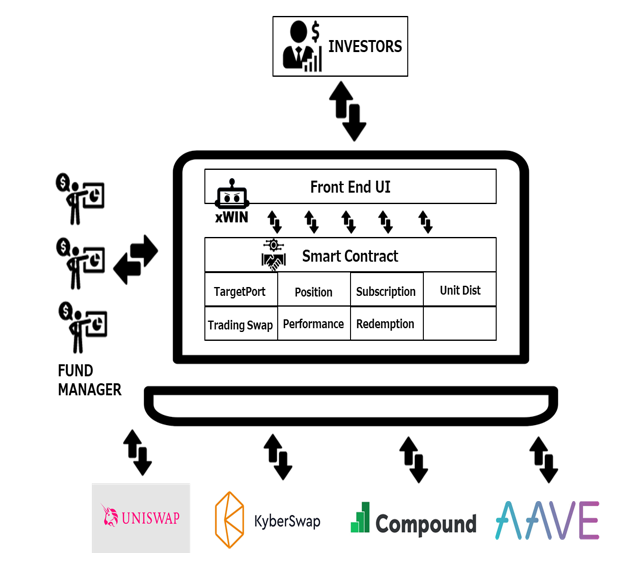 INVESTORS
Front End UI
xWIN
Smart Contract
TargetPort Position Subscription Unit Dist
Trading Swap Performance Redemption
FUND
MANAGER
UNISWAP
KyberSwap
Compound
AAVE